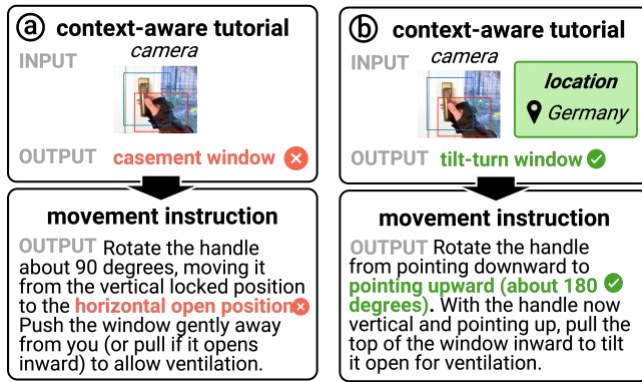 ⓐ context-aware tutorial
INPUT
camera
OUTPUT casement window
movement instruction
OUTPUT Rotate the handle
about 90 degrees, moving it
from the vertical locked position
to the horizontal open position
Push the window gently away
from you (or pull if it opens
inward) to allow ventilation.
ⓑ context-aware tutorial
INPUT
camera
location
Germany
OUTPUT tilt-turn window
movement instruction
OUTPUT Rotate the handle
from pointing downward to
pointing upward (about 180
degrees). With the handle now
vertical and pointing up, pull the
top of the window inward to tilt
it open for ventilation.